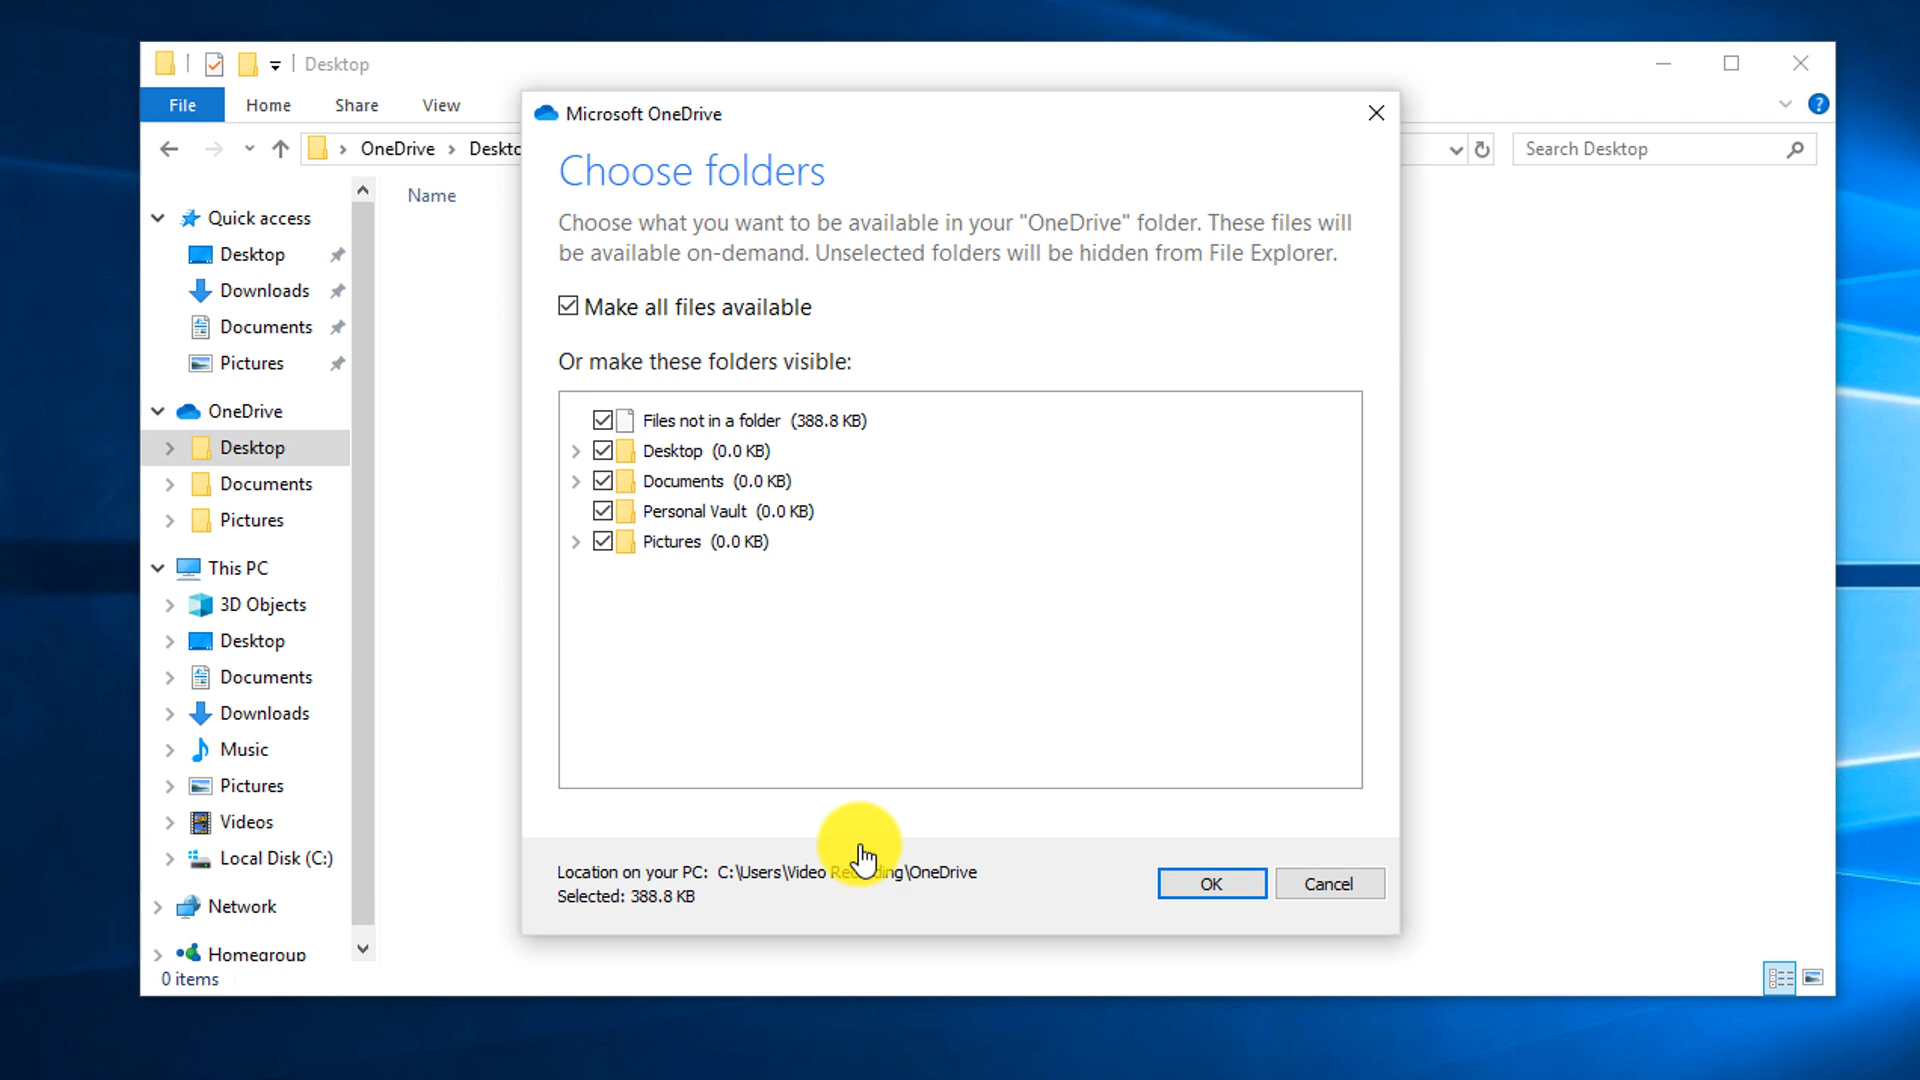 Desktop
File Home Share View
OneDrive Deskto
Search Desktop
Name
Quick access
Desktop
Downloads
Documents
Pictures
OneDrive
Desktop
Documents
Pictures
This PC
3D Objects
Desktop
Documents
Downloads
Music
Pictures
Videos
Local Disk (C:)
Network
Homegroup
0 items
Microsoft OneDrive
Choose folders
Choose what you want to be available in your "OneDrive" folder. These files will
be available on-demand. Unselected folders will be hidden from File Explorer.
Make all files available
Or make these folders visible:
Files not in a folder (388.8 KB)
Desktop (0.0 KB)
Documents (0.0 KB)
Personal Vault (0.0 KB)
Pictures (0.0 KB)
Location on your PC: C:\Users\Video Recording\OneDrive
Selected: 388.8 KB
OK Cancel